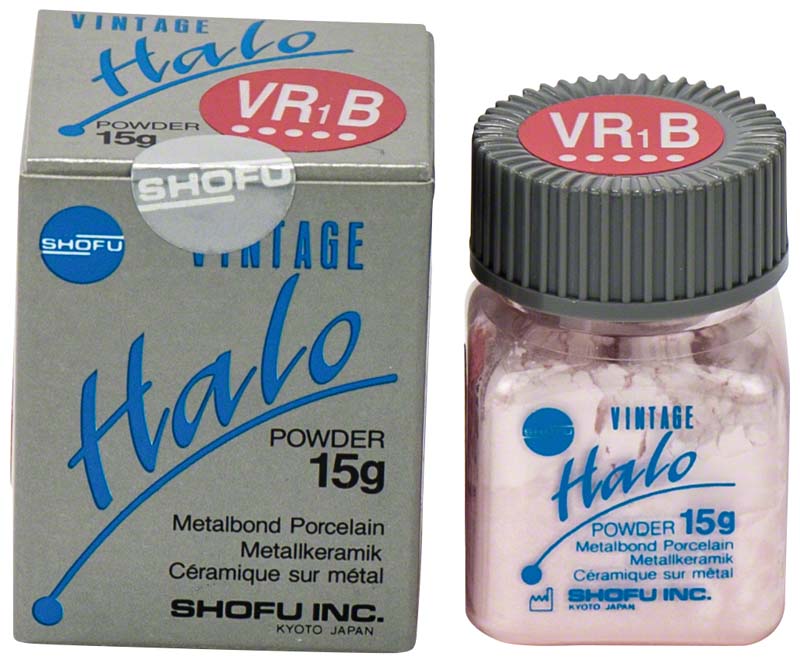 VINTAGE
Halo
VR1B
POWDER
15g
SHOFU
SHOFU
VINTAGE
Halo
POWDER
15g
Metalbond Porcelain
Metallkeramik
Céramique sur métal
SHOFU INC.
KYOTO JAPAN
VR1B
SHOFU
VINTAGE
Halo
POWDER 15g
Metalbond Porcelain
Metallkeramik
Céramique sur métal
SHOFU INC.
KYOTO JAPAN